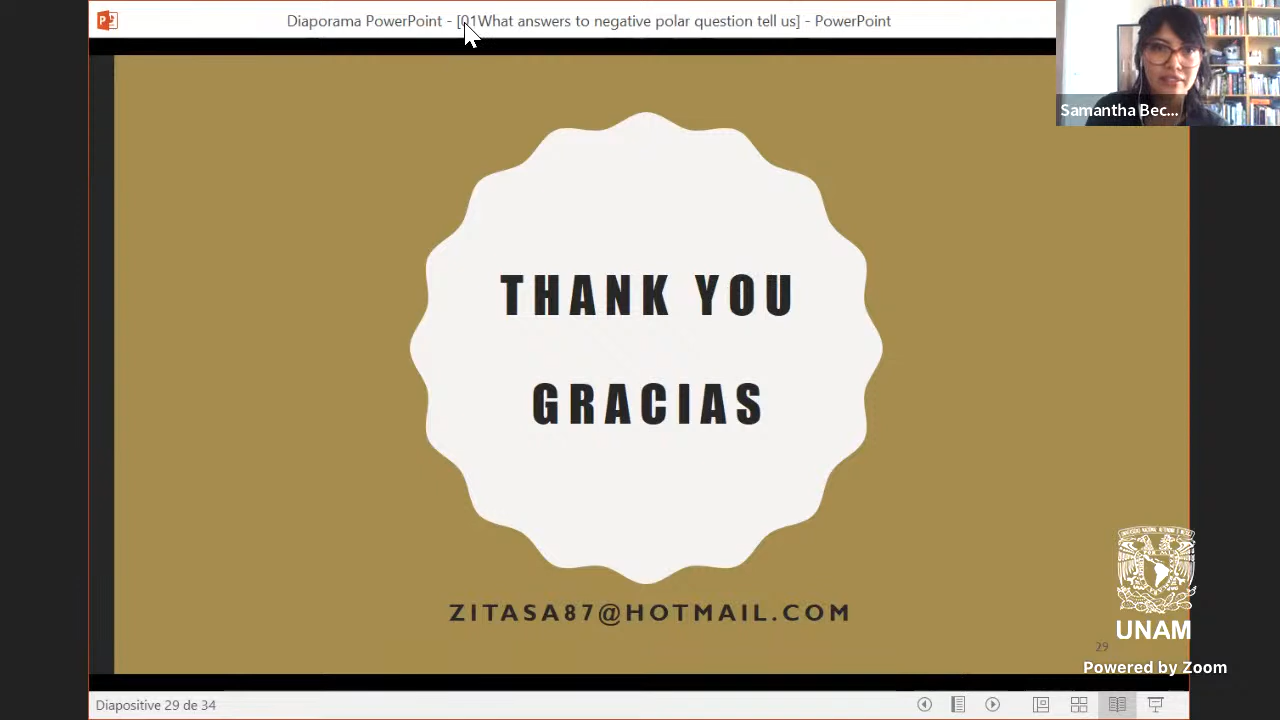 Diaporama PowerPoint - [01What answers to negative polar question tell us] - PowerPoint
Samantha Bec...
THANK YOU
GRACIAS
ZITASA87@HOTMAIL.COM
UNAM
29
Powered by Zoom
Diapositive 29 de 34